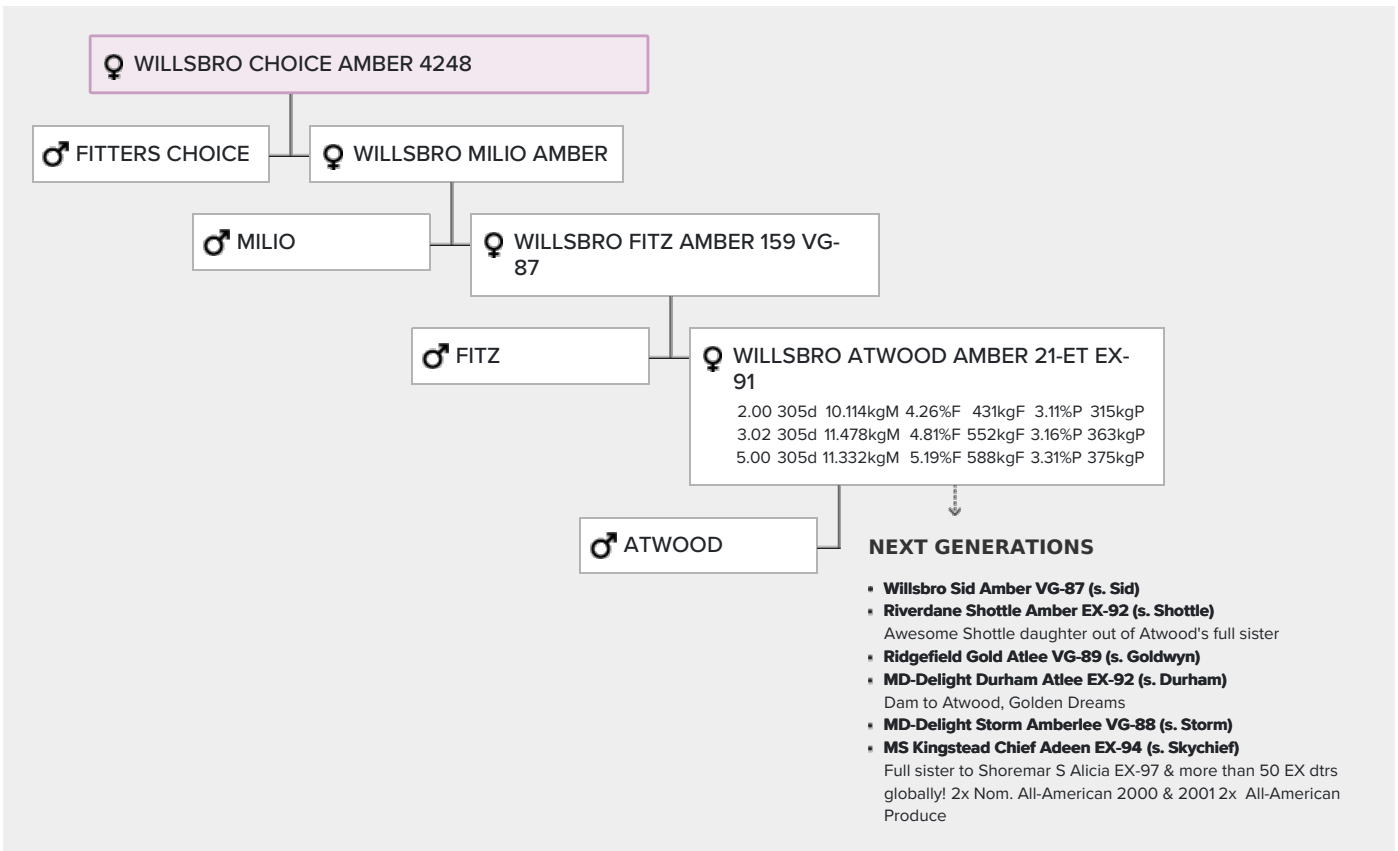 WILLSBRO CHOICE AMBER 4248
FITTERS CHOICE
WILLSBRO MILIO AMBER
MILIO
WILLSBRO FITZ AMBER 159 VG-
87
FITZ
WILLSBRO ATWOOD AMBER 21-ET EX-
91
2.00 305d 10.114kgM 4.26%F 431kgF 3.11%P 315kgP
3.02 305d 11.478kgM 4.81%F 552kgF 3.16%P 363kgP
5.00 305d 11.332kgM 5.19%F 588kgF 3.31%P 375kgP
ATWOOD
NEXT GENERATIONS
Willsbro Sid Amber VG-87 (s. Sid)
Riverdane Shottle Amber EX-92 (s. Shottle)
Awesome Shottle daughter out of Atwood's full sister
Ridgefield Gold Atlee VG-89 (s. Goldwyn)
MD-Delight Durham Atlee EX-92 (s. Durham)
Dam to Atwood, Golden Dreams
MD-Delight Storm Amberlee VG-88 (s. Storm)
MS Kingstead Chief Adeen EX-94 (s. Skychief)
Full sister to Shoremar S Alicia EX-97 & more than 50 EX dtrs
globally! 2x Nom. All-American 2000 & 2001 2x All-American
Produce